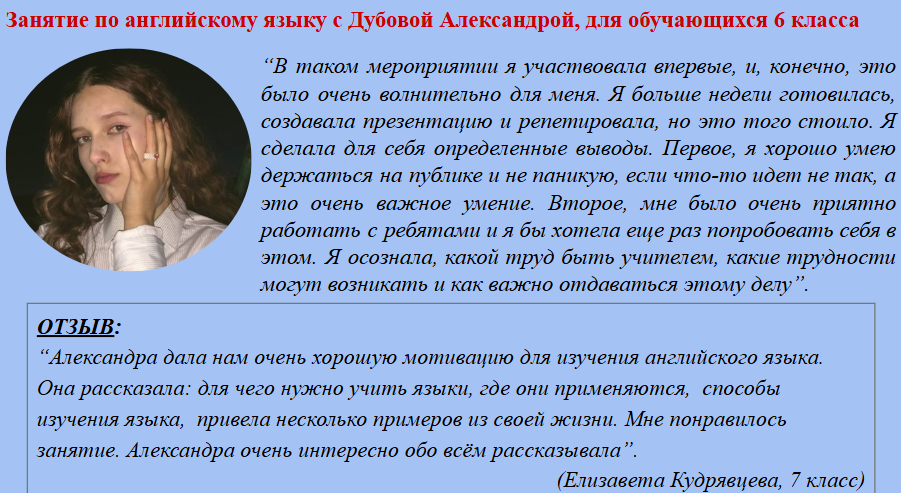 Занятие по английскому языку с Дубовой Александрой, для обучающихся 6 класса
“В таком мероприятии я участвовала впервые, и, конечно, это
было очень волнительно для меня. Я больше недели готовилась,
создавала презентацию и репетировала, но это того стоило. Я
сделала для себя определенные выводы. Первое, я хорошо умею
держаться на публике и не паникую, если что-то идет не так, а
это очень важное умение. Второе, мне было очень приятно
работать с ребятами и я бы хотела еще раз попробовать себя в
этом. Я осознала, какой труд быть учителем, какие трудности
могут возникать и как важно отдаваться этому делу”.
ОТЗЫВ:
“Александра дала нам очень хорошую мотивацию для изучения английского языка.
Она рассказала: для чего нужно учить языки, где они применяются, способы
изучения языка, привела несколько примеров из своей жизни. Мне понравилось
занятие. Александра очень интересно обо всём рассказывала”.
(Елизавета Кудрявцева, 7 класс)